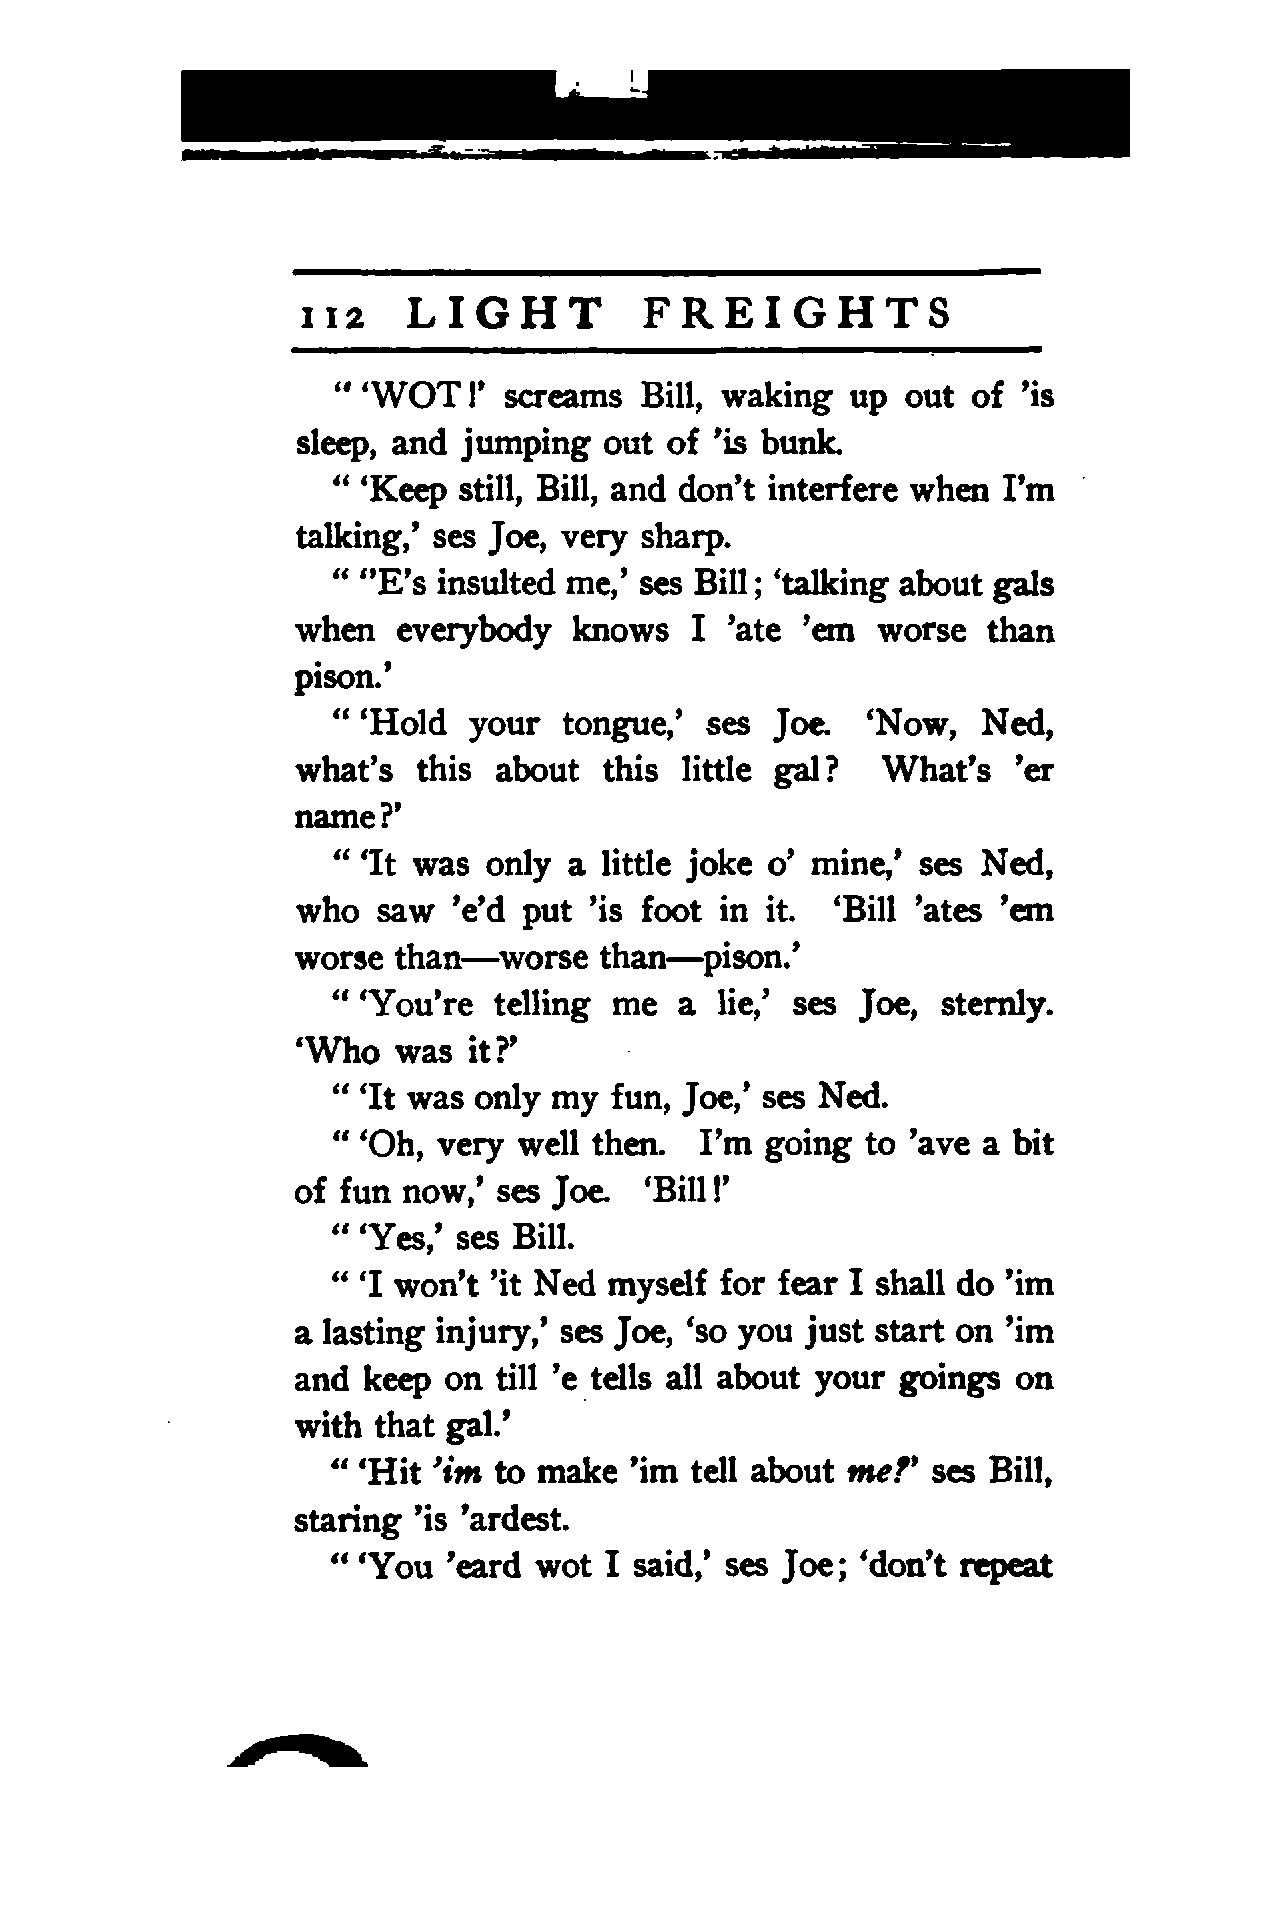 112 LIGHT FREIGHTS
“ ‘WOT!’ screams Bill, waking up out of ’is
sleep, and jumping out of ’is bunk.
“ ‘Keep still, Bill, and don’t interfere when I’m
talking,’ ses Joe, very sharp.
“ ‘’E’s insulted me,’ ses Bill; ‘talking about gals
when everybody knows I ’ate ’em worse than
pison.’
“ ‘Hold your tongue,’ ses Joe. ‘Now, Ned,
what’s this about this little gal? What’s ’er
name?’
“ ‘It was only a little joke o’ mine,’ ses Ned,
who saw ’e’d put ’is foot in it. ‘Bill ’ates ’em
worse than—worse than—pison.’
“ ‘You’re telling me a lie,’ ses Joe, sternly.
‘Who was it?’
“ ‘It was only my fun, Joe,’ ses Ned.
“ ‘Oh, very well then. I’m going to ’ave a bit
of fun now,’ ses Joe. ‘Bill!’
“ ‘Yes,’ ses Bill.
“ ‘I won’t ’it Ned myself for fear I shall do ’im
a lasting injury,’ ses Joe, ‘so you just start on ’im
and keep on till ’e tells all about your goings on
with that gal.’
“ ‘Hit ’im to make ’im tell about me?’ ses Bill,
staring ’is ’ardest.
“ ‘You ’eard wot I said,’ ses Joe; ‘don’t repeat